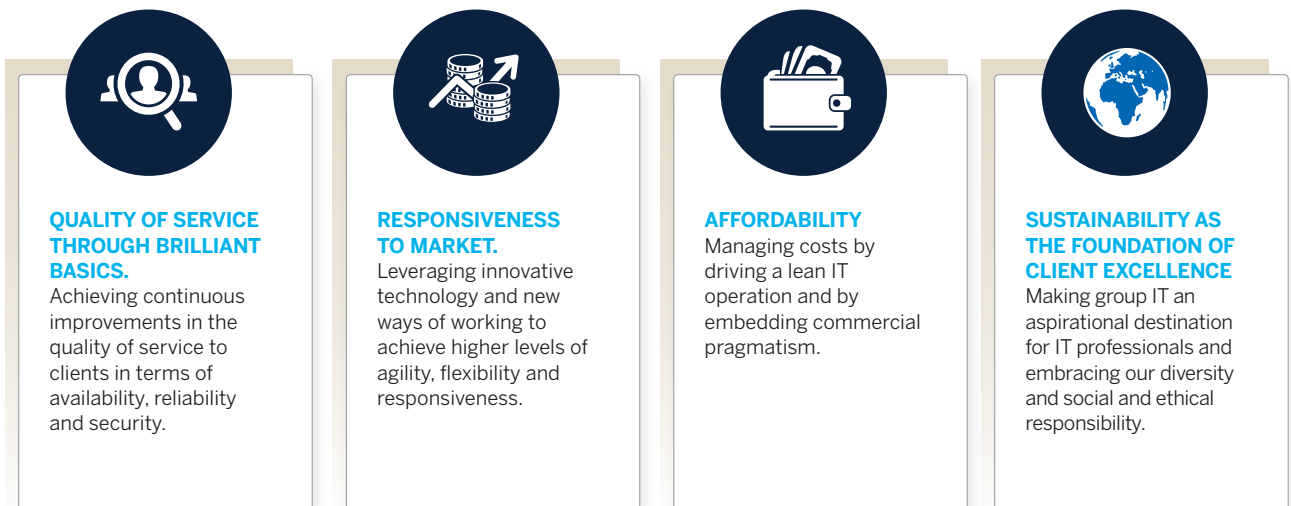 QUALITY OF SERVICE
THROUGH BRILLIANT
BASICS.
Achieving continuous
improvements in the
quality of service to
clients in terms of
availability, reliability
and security.
RESPONSIVENESS
TO MARKET.
Leveraging innovative
technology and new
ways of working to
achieve higher levels of
agility, flexibility and
responsiveness.
AFFORDABILITY
Managing costs by
driving a lean IT
operation and by
embedding commercial
pragmatism.
SUSTAINABILITY AS
THE FOUNDATION OF
CLIENT EXCELLENCE
Making group IT an
aspirational destination
for IT professionals and
embracing our diversity
and social and ethical
responsibility.